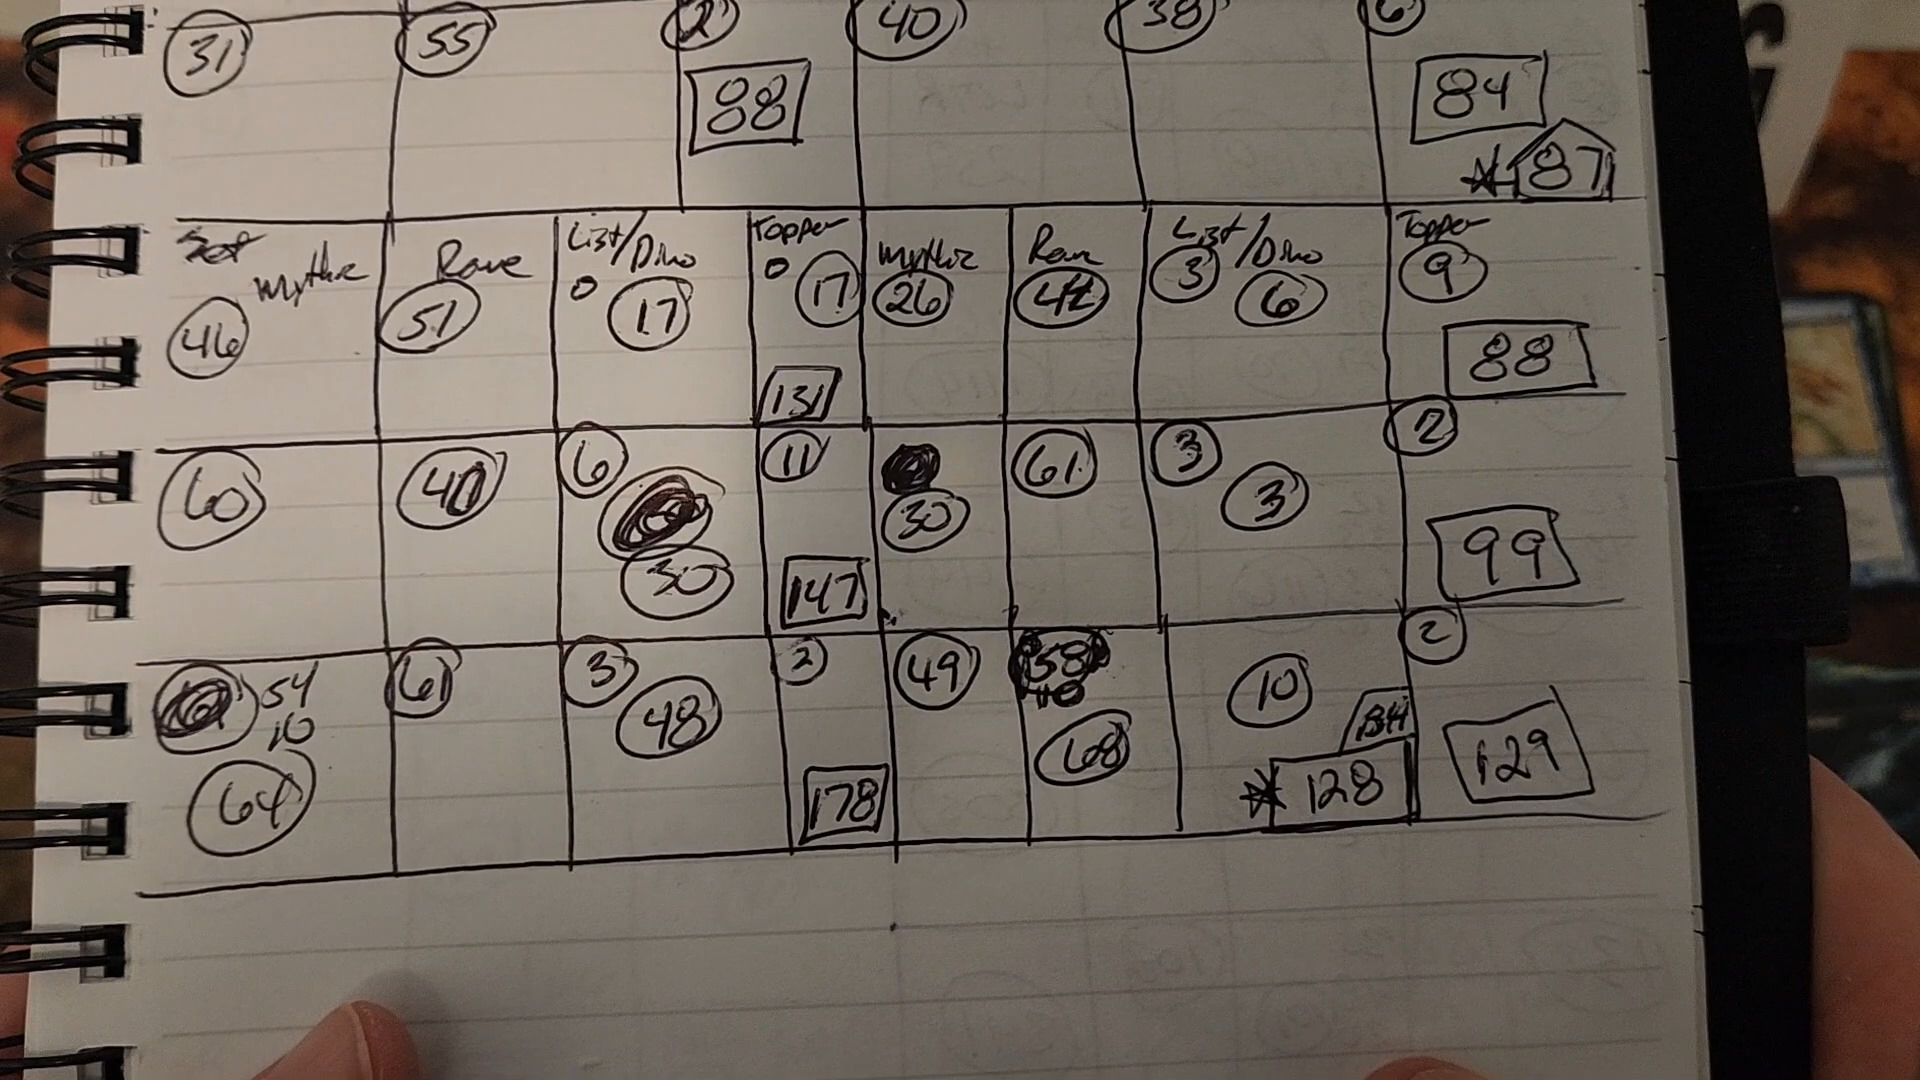 31 55 2 40 38 6
88 84
87
Mythic Rare List/Dino Topper Mythic Rare List/Dino Topper
46 51 0 17 0 17 26 3 6 9
131 88
60 40 6 11 61 3 2
30 147 30 3 99
54 61 3 2 49 58 10 2
10 48 10
64 178 68 BH 128 129